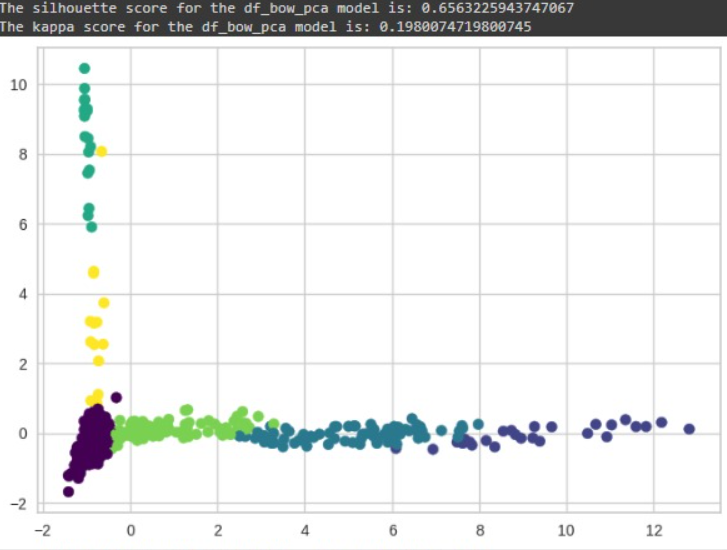 The silhouette score for the df_bow_pca model is: 0.6563225943747067
The kappa score for the df_bow_pca model is: 0.1980074719800745
10
8
6
4
2
0
−2
−2 0 2 4 6 8 10 12